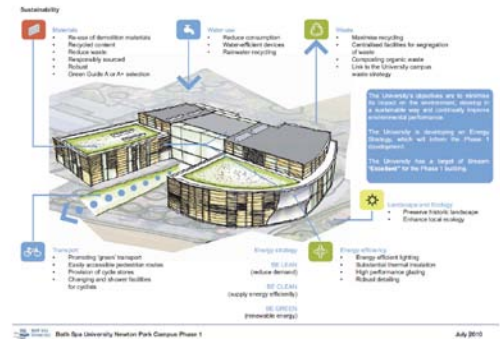 Sustainability
Materials
Re-use of demolition materials
Recycled content
Reduce waste
Responsibly sourced
Robust
Green Guide A or A+ selection
Water use
Reduce consumption
Water-efficient devices
Rainwater recycling
Waste
Maximise recycling
Centralised facilities for segregation
of waste
Composting organic waste
Link to the University campus
waste strategy
The University's objectives are to minimise
its impact on the environment, develop in
a sustainable way and continually improve
environmental performance.
The University is developing an Energy
Strategy, which will inform the Phase 1
development.
The University has a target of Breeam
"Excellent" for the Phase 1 building.
Landscape and Ecology
Preserve historic landscape
Enhance local ecology
Transport
Promoting 'green' transport
Easily accessible pedestrian routes
Provision of cycle stores
Changing and shower facilities
for cyclists
Energy strategy
BE LEAN
(reduce demand)
BE CLEAN
(supply energy efficiently)
BE GREEN
(renewable energy)
Energy efficiency
Energy efficient lighting
Substantial thermal insulation
High performance glazing
Robust detailing
Bath Spa University Newton Park Campus Phase 1
July 2010